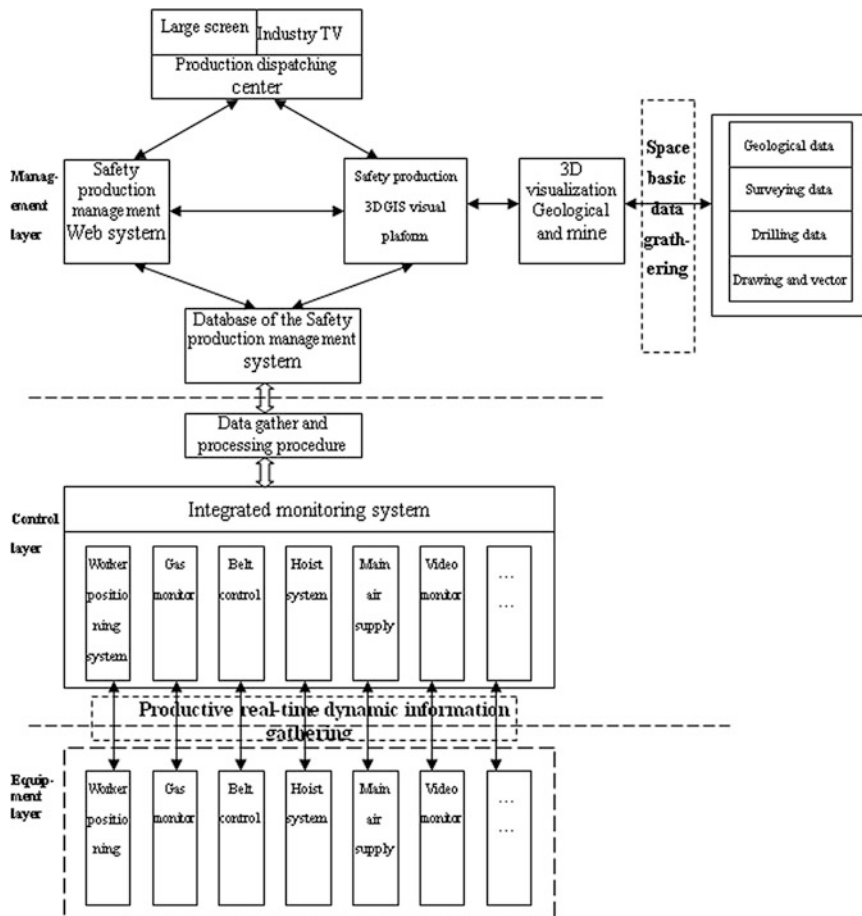 Large screen
Industry TV
Production dispatching
center
Manag-
ement
layer
Safety
production
management
Web system
Safety production
3DGIS visual
plaform
3D
visualization
Geological
and mine
Space
basic
data
grath-
ering
Geological data
Surveying data
Drilling data
Drawing and vector
Database of the Safety
production management
system
Data gather and
processing procedure
Control
layer
Integrated monitoring system
Worker
positio
ning
system
Gas
monitor
Belt
control
Hoist
system
Main
air
supply
Video
monitor
...
...
Productive real-time dynamic information
gathering
Equip-
ment
layer
Worker
positio
ning
Gas
monitor
Belt
control
Hoist
system
Main
air
supply
Video
monitor
...
...